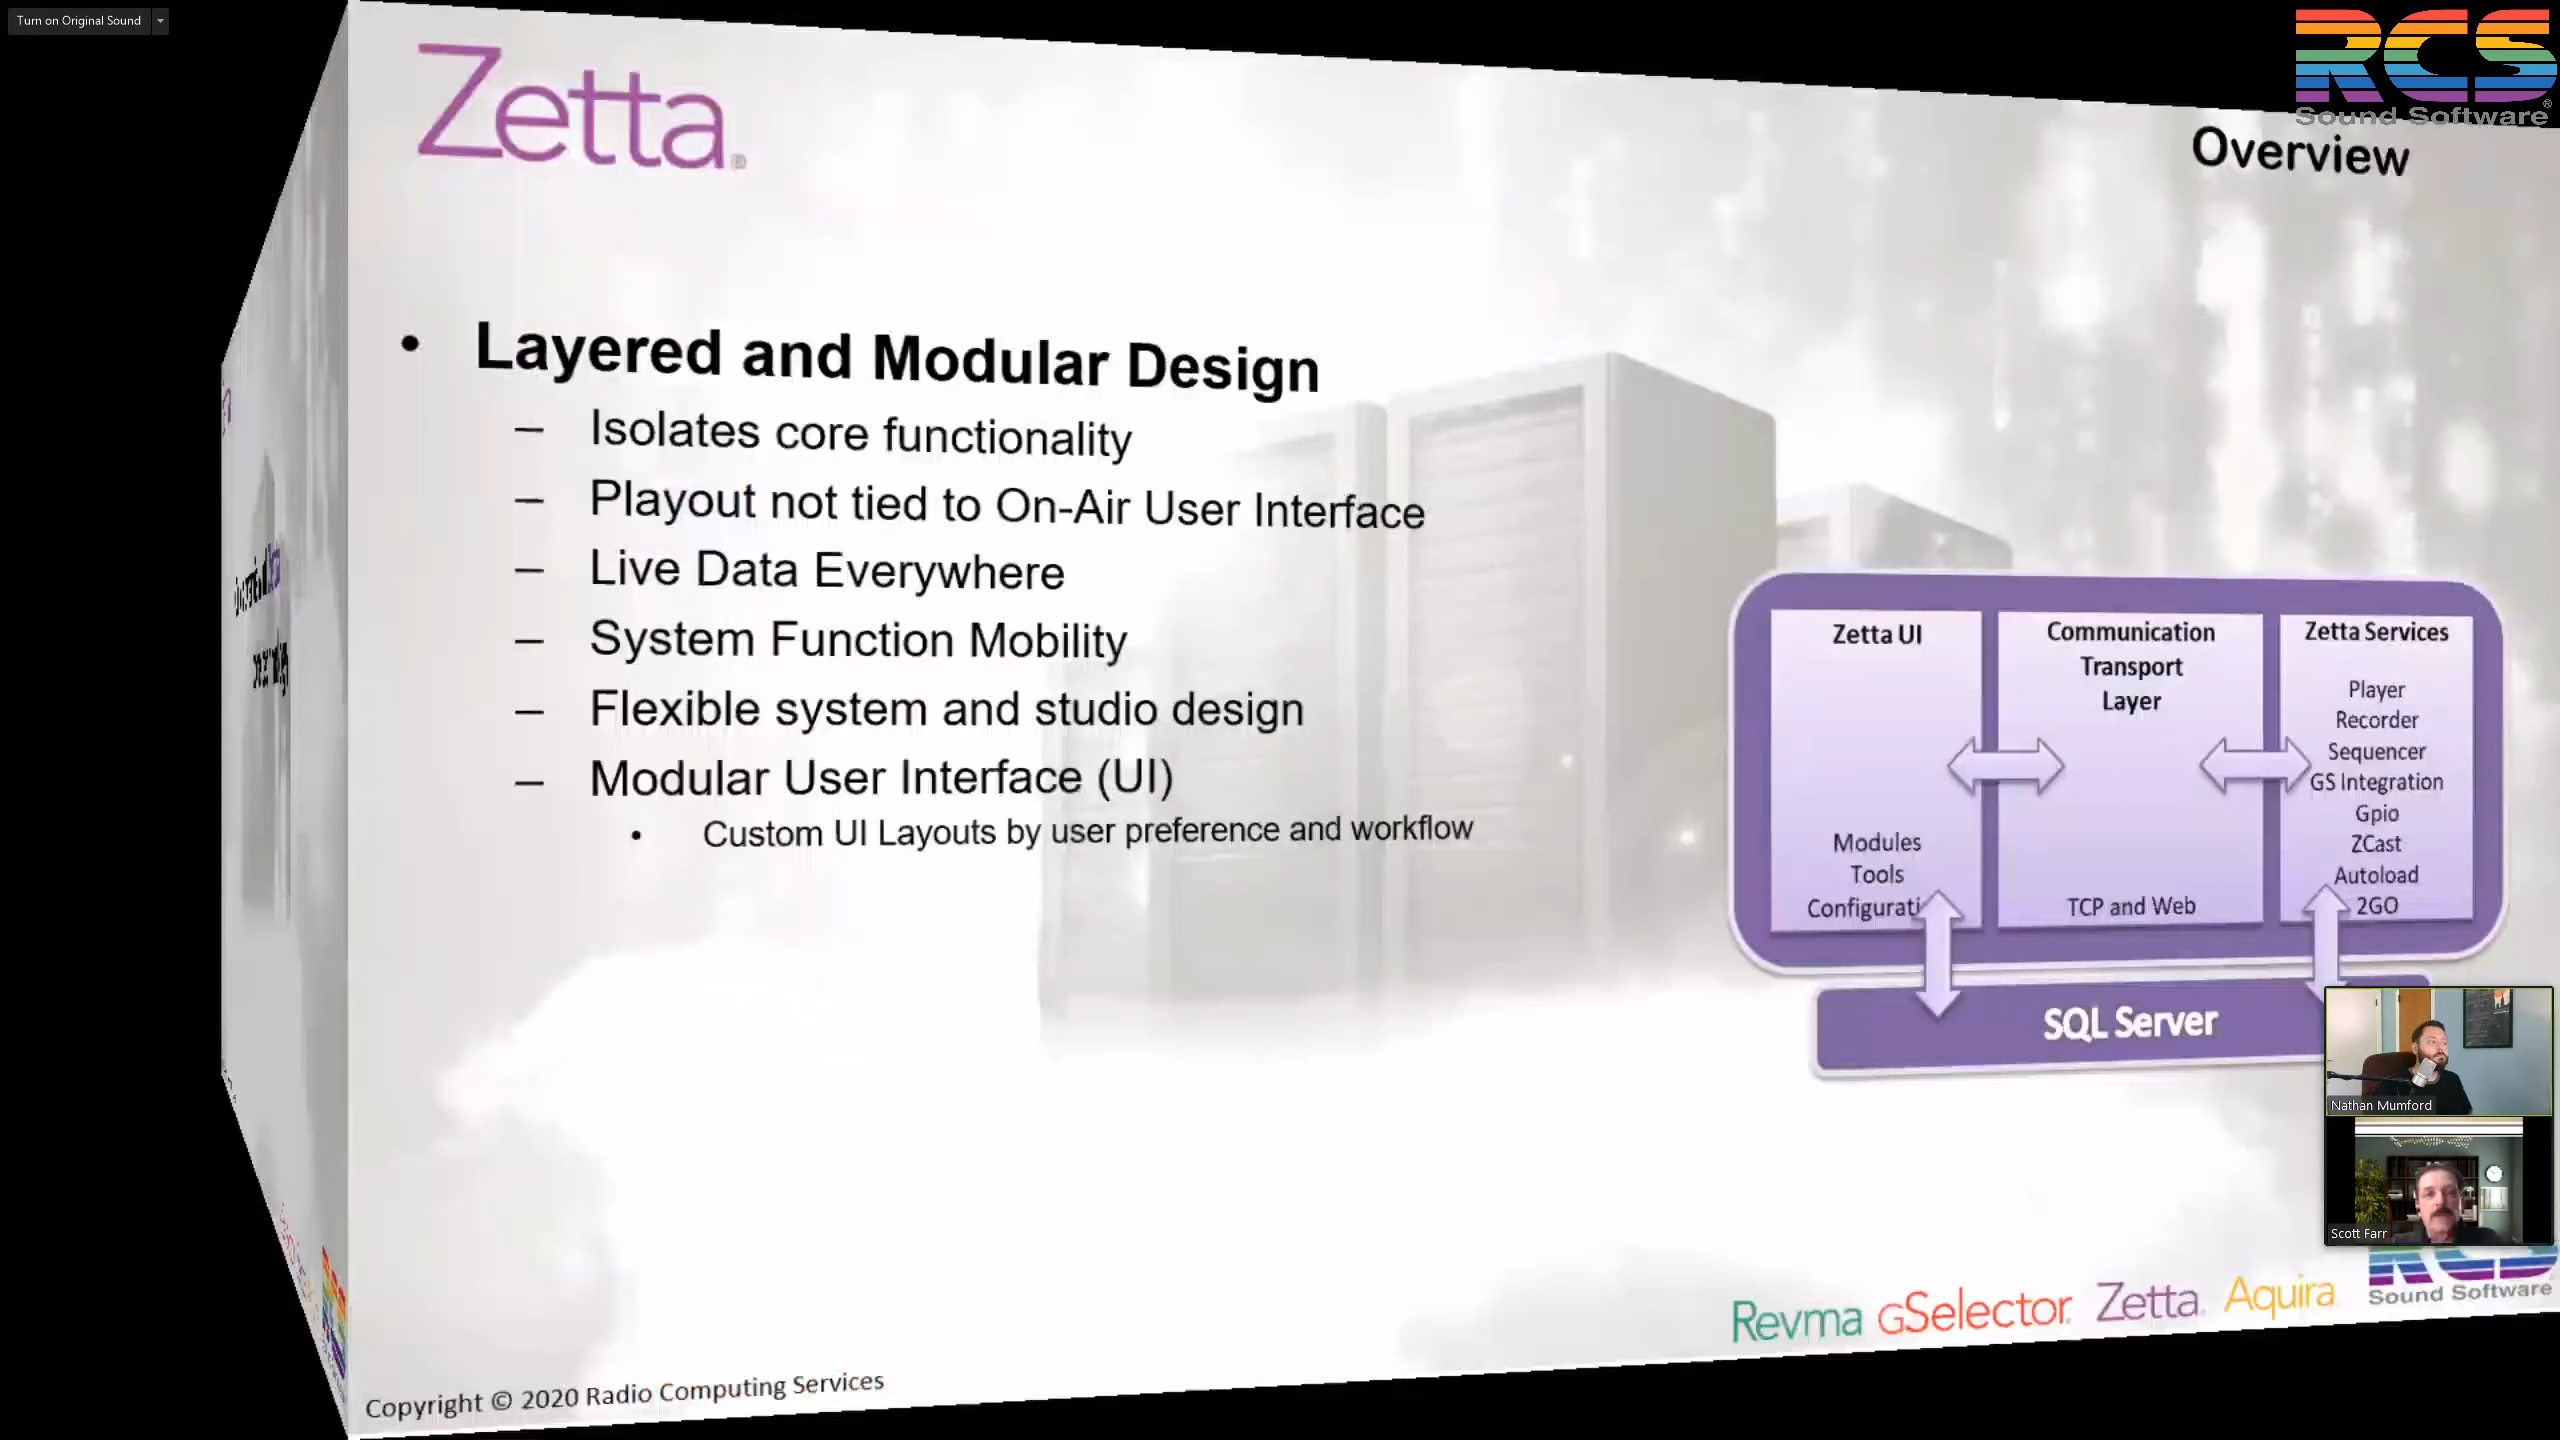 Turn on Original Sound
RCS
Sound Software
Zetta
Overview
• Layered and Modular Design
– Isolates core functionality
– Playout not tied to On-Air User Interface
– Live Data Everywhere
– System Function Mobility
– Flexible system and studio design
– Modular User Interface (UI)
• Custom UI Layouts by user preference and workflow
Zetta UI
Modules
Tools
Configurati
Communication
Transport
Layer
TCP and Web
Zetta Services
Player
Recorder
Sequencer
GS Integration
Gpio
ZCast
Autoload
2GO
SQL Server
Nathan Mumford
Scott Farr
Revma GSelector Zetta Aquira
RCS
Sound Software
Copyright © 2020 Radio Computing Services